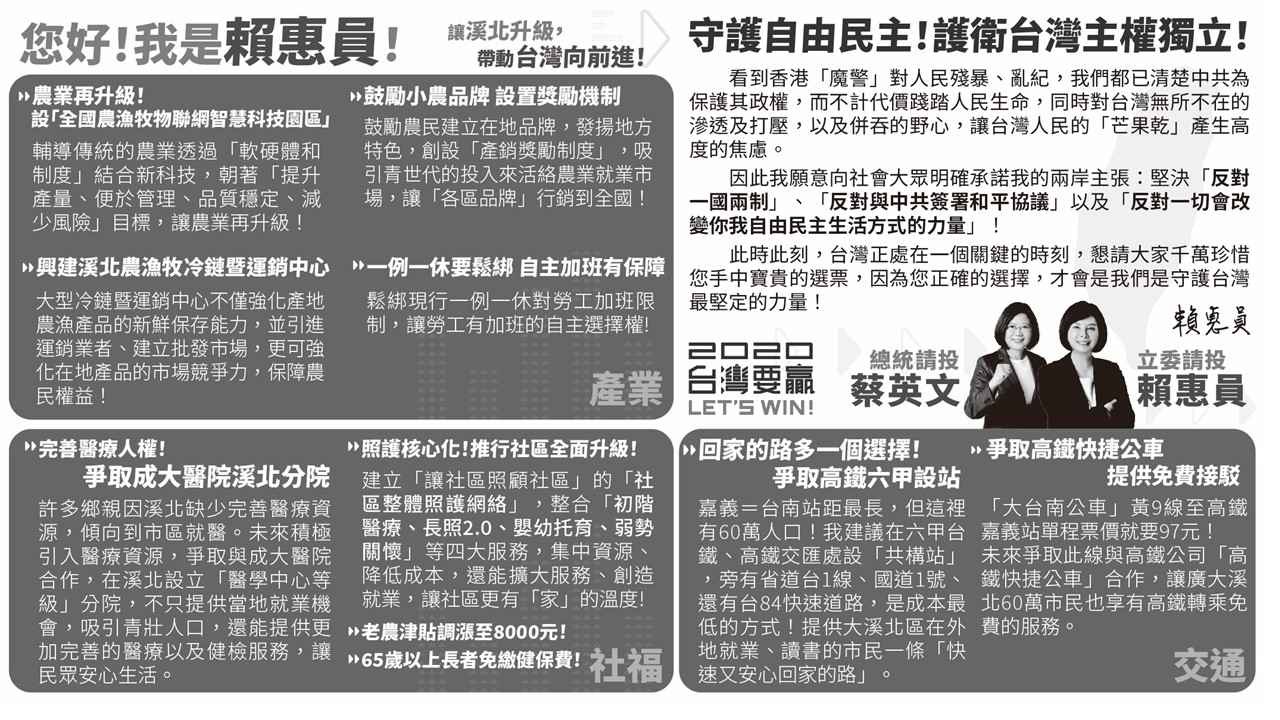 您好！我是賴惠員！
讓溪北升級，
帶動台灣向前進！
農業再升級！
設「全國農漁牧物聯網智慧科技園區」
輔導傳統的農業透過「軟硬體和
制度」結合新科技，朝著「提升
產量、便於管理、品質穩定、減
少風險」目標，讓農業再升級！
興建溪北農漁牧冷鏈暨運銷中心
大型冷鏈暨運銷中心不僅強化產地
農漁產品的新鮮保存能力，並引進
運銷業者、建立批發市場，更可強
化在地產品的市場競爭力，保障農
民權益！
鼓勵小農品牌 設置獎勵機制
鼓勵農民建立在地品牌，發揚地方
特色，創設「產銷獎勵制度」，吸
引青世代的投入來活絡農業就業市
場，讓「各區品牌」行銷到全國！
一例一休要鬆綁 自主加班有保障
鬆綁現行一例一休對勞工加班限
制，讓勞工有加班的自主選擇權!
產業
守護自由民主！護衛台灣主權獨立！
看到香港「魔警」對人民殘暴、亂紀，我們都已清楚中共為
保護其政權，而不計代價踐踏人民生命，同時對台灣無所不在的
滲透及打壓，以及併吞的野心，讓台灣人民的「芒果乾」產生高
度的焦慮。
因此我願意向社會大眾明確承諾我的兩岸主張：堅決「反對
一國兩制」、「反對與中共簽署和平協議」以及「反對一切會改
變你我自由民主生活方式的力量」！
此時此刻，台灣正處在一個關鍵的時刻，懇請大家千萬珍惜
您手中寶貴的選票，因為您正確的選擇，才會是我們是守護台灣
最堅定的力量！
賴惠員
2020
台灣要贏
LET'S WIN!
總統請投
蔡英文
立委請投
賴惠員
完善醫療人權！
爭取成大醫院溪北分院
許多鄉親因溪北缺少完善醫療資
源，傾向到市區就醫。未來積極
引入醫療資源，爭取與成大醫院
合作，在溪北設立「醫學中心等
級」分院，不只提供當地就業機
會，吸引青壯人口，還能提供更
加完善的醫療以及健檢服務，讓
民眾安心生活。
照護核心化！推行社區全面升級！
建立「讓社區照顧社區」的「社
區整體照護網絡」，整合「初階
醫療、長照2.0、嬰幼托育、弱勢
關懷」等四大服務，集中資源、
降低成本，還能擴大服務、創造
就業，讓社區更有「家」的溫度!
老農津貼調漲至8000元！
65歲以上長者免繳健保費！
社福
回家的路多一個選擇！
爭取高鐵六甲設站
嘉義＝台南站距最長，但這裡
有60萬人口！我建議在六甲台
鐵、高鐵交匯處設「共構站」
，旁有省道台1線、國道1號、
還有台84快速道路，是成本最
低的方式！提供大溪北區在外
地就業、讀書的市民一條「快
速又安心回家的路」。
爭取高鐵快捷公車
提供免費接駁
「大台南公車」黃9線至高鐵
嘉義站單程票價就要97元！
未來爭取此線與高鐵公司「高
鐵快捷公車」合作，讓廣大溪
北60萬市民也享有高鐵轉乘免
費的服務。
交通